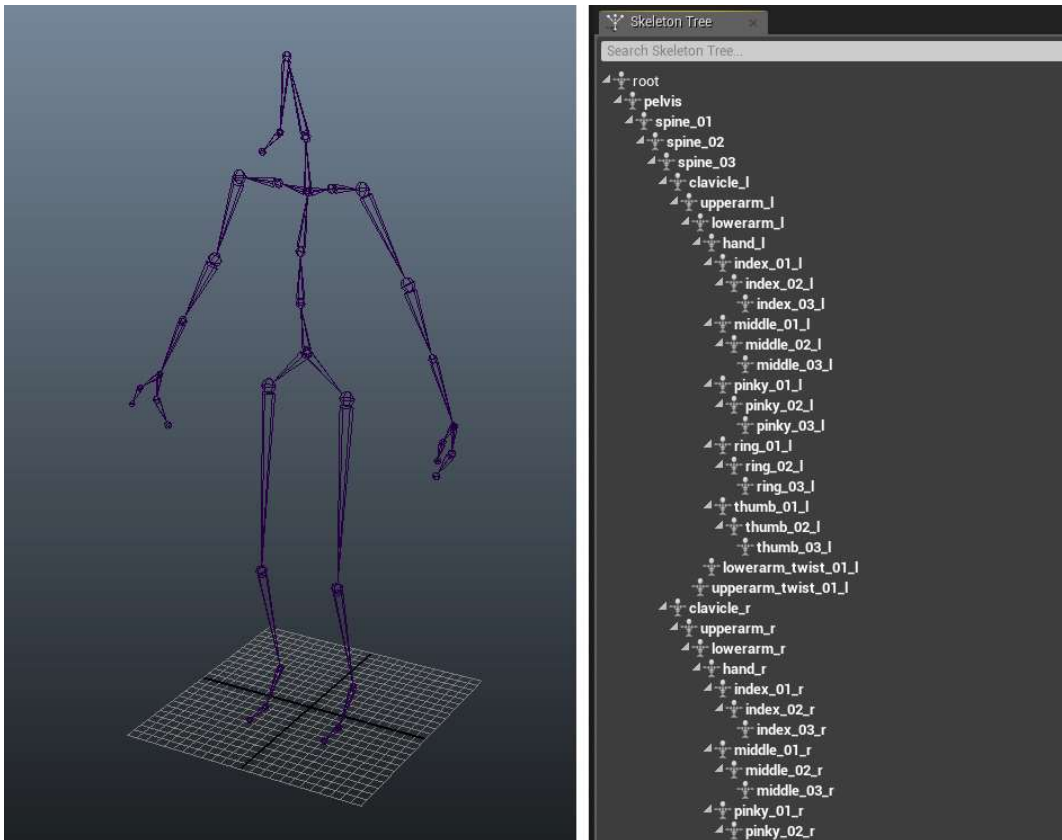 Skeleton Tree
Search Skeleton Tree...
root
pelvis
spine_01
spine_02
spine_03
clavicle_l
upperarm_l
lowerarm_l
hand_l
index_01_l
index_02_l
index_03_l
middle_01_l
middle_02_l
middle_03_l
pinky_01_l
pinky_02_l
pinky_03_l
ring_01_l
ring_02_l
ring_03_l
thumb_01_l
thumb_02_l
thumb_03_l
lowerarm_twist_01_l
upperarm_twist_01_l
clavicle_r
upperarm_r
lowerarm_r
hand_r
index_01_r
index_02_r
index_03_r
middle_01_r
middle_02_r
middle_03_r
pinky_01_r
pinky_02_r